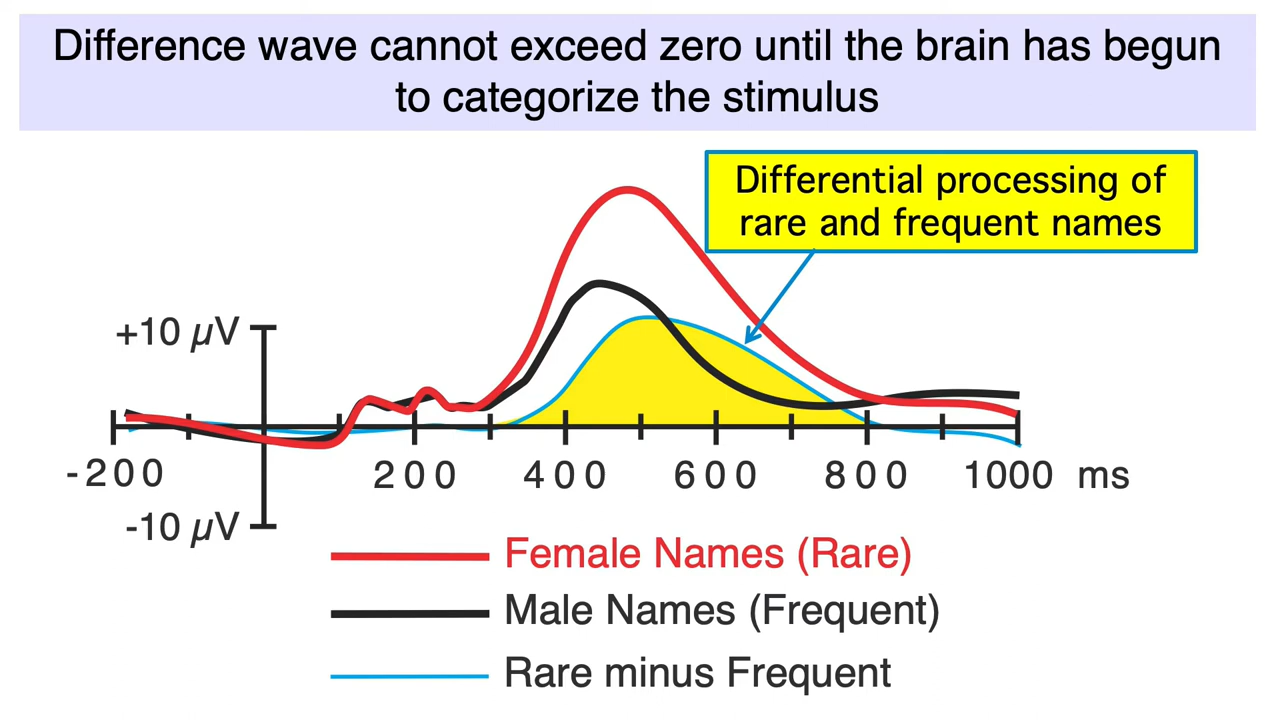 Difference wave cannot exceed zero until the brain has begun
to categorize the stimulus
Differential processing of
rare and frequent names
+10 µV
-200
200
400
600
800
1000 ms
-10 µV
Female Names (Rare)
Male Names (Frequent)
Rare minus Frequent